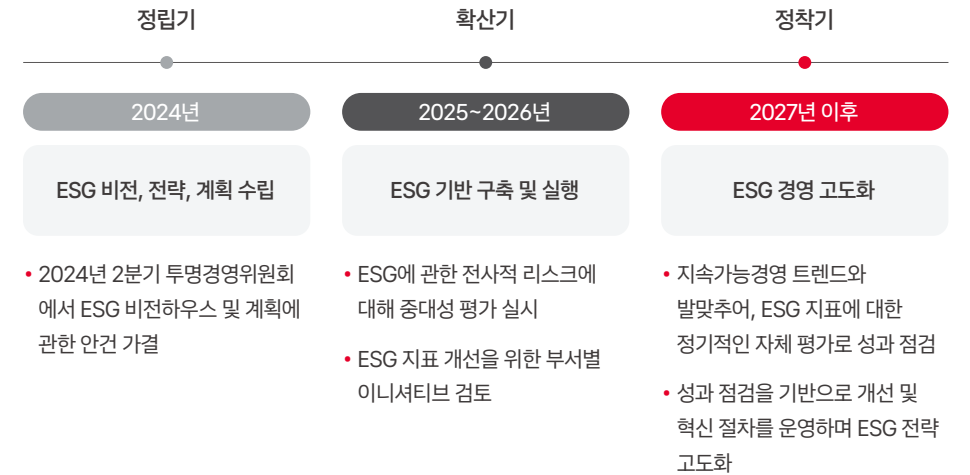 정립기
확산기
정착기
2024년
2025~2026년
2027년 이후
ESG 비전, 전략, 계획 수립
ESG 기반 구축 및 실행
ESG 경영 고도화
• 2024년 2분기 투명경영위원회
에서 ESG 비전하우스 및 계획에
관한 안건 가결
• ESG에 관한 전사적 리스크에
대해 중대성 평가 실시
• ESG 지표 개선을 위한 부서별
이니셔티브 검토
• 지속가능경영 트렌드와
발맞추어, ESG 지표에 대한
정기적인 자체 평가로 성과 점검
• 성과 점검을 기반으로 개선 및
혁신 절차를 운영하며 ESG 전략
고도화